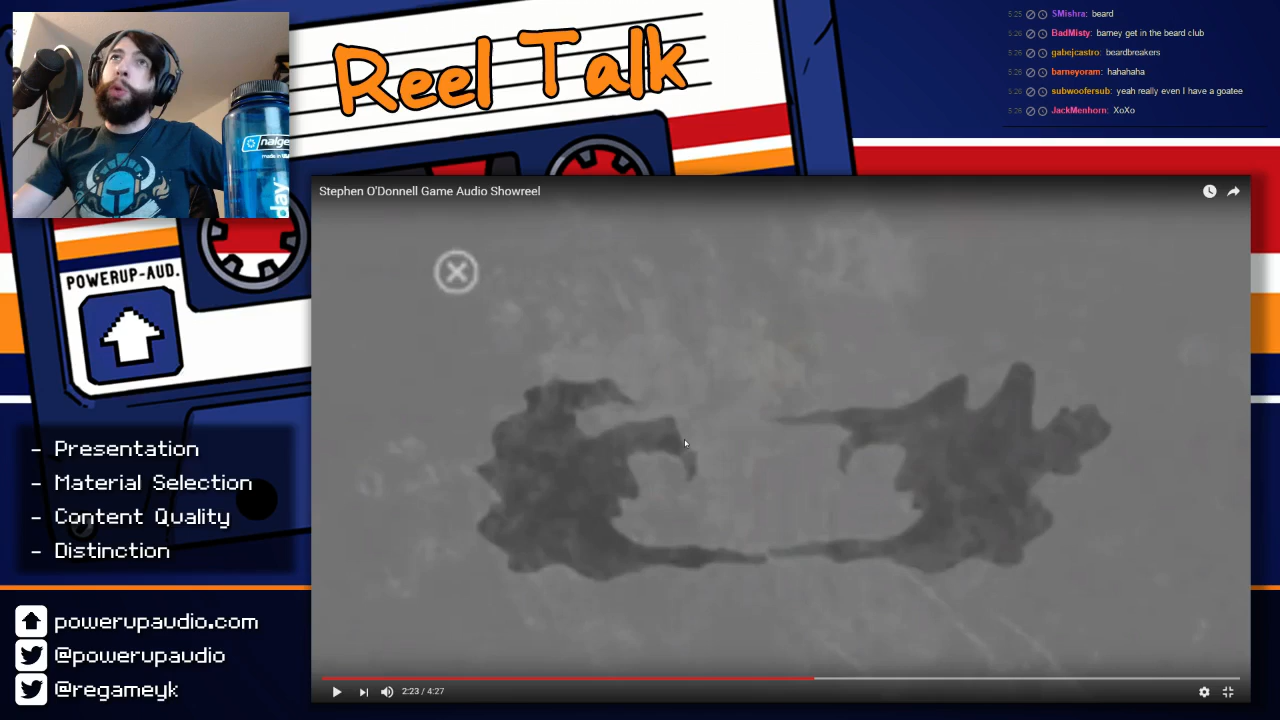 Reel Talk
5:25 SMishra: beard
5:26 BadMisty: barney get in the beard club
5:26 gabejcastro: beardbreakers
5:26 barneyoram: hahahaha
5:26 subwoofersub: yeah really even I have a goatee
5:26 JackMenhorn: XoXo
nalge
day
Stephen O'Donnell Game Audio Showreel
POWERUP-AUD.
- Presentation
- Material Selection
- Content Quality
- Distinction
powerupaudio.com
@powerupaudio
@regameyk
2:23 / 4:27